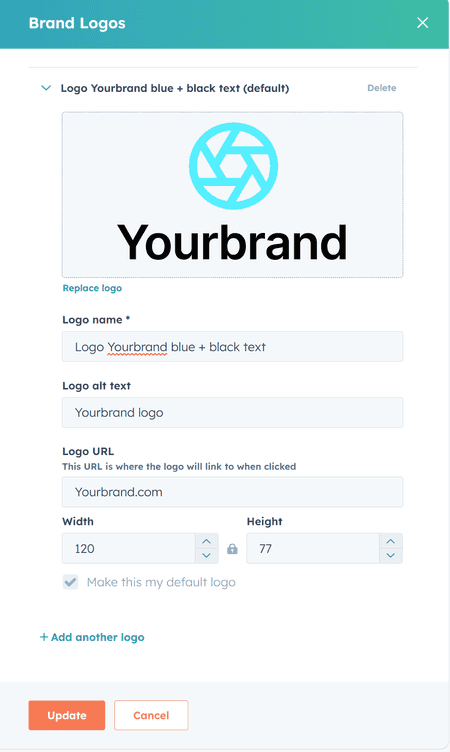 Brand Logos
Logo Yourbrand blue + black text (default)
Delete
Yourbrand
Replace logo
Logo name *
Logo Yourbrand blue + black text
Logo alt text
Yourbrand logo
Logo URL
This URL is where the logo will link to when clicked
Yourbrand.com
Width Height
120 77
Make this my default logo
+ Add another logo
Update Cancel